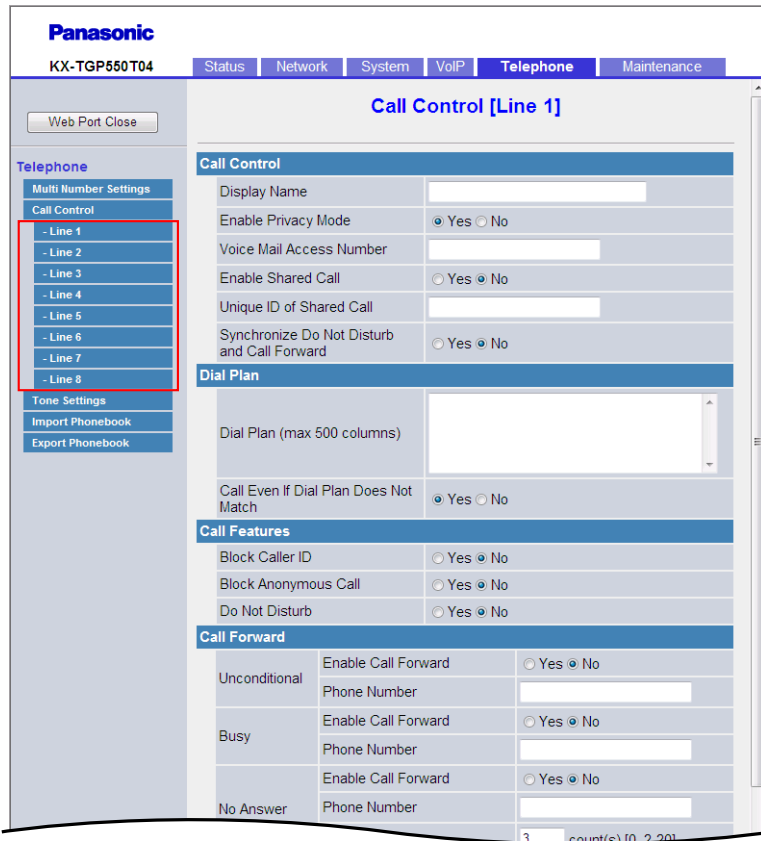 Panasonic
KX-TGP550T04
Status Network System VoIP Telephone Maintenance
Web Port Close
Telephone
Multi Number Settings
Call Control
- Line 1
- Line 2
- Line 3
- Line 4
- Line 5
- Line 6
- Line 7
- Line 8
Tone Settings
Import Phonebook
Export Phonebook
Call Control [Line 1]
Call Control
Display Name
Enable Privacy Mode Yes No
Voice Mail Access Number
Enable Shared Call Yes No
Unique ID of Shared Call
Synchronize Do Not Disturb
and Call Forward Yes No
Dial Plan
Dial Plan (max 500 columns)
Call Even If Dial Plan Does Not
Match Yes No
Call Features
Block Caller ID Yes No
Block Anonymous Call Yes No
Do Not Disturb Yes No
Call Forward
Unconditional
Enable Call Forward Yes No
Phone Number
Busy
Enable Call Forward Yes No
Phone Number
No Answer
Enable Call Forward Yes No
Phone Number
3 count(s) [0, 2-20]